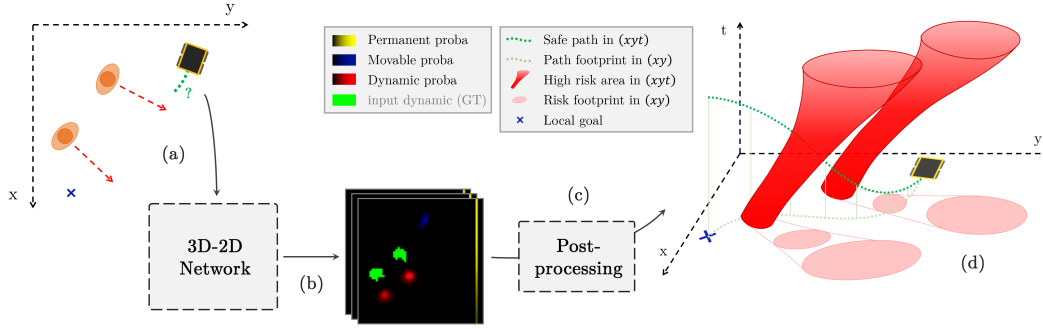 y
x
?
(a)
3D-2D
Network
(b)
Permanent proba
Movable proba
Dynamic proba
input dynamic (GT)
Safe path in (xyt)
Path footprint in (xy)
High risk area in (xyt)
Risk footprint in (xy)
Local goal
(c)
Post-
processing
t
y
x
(d)